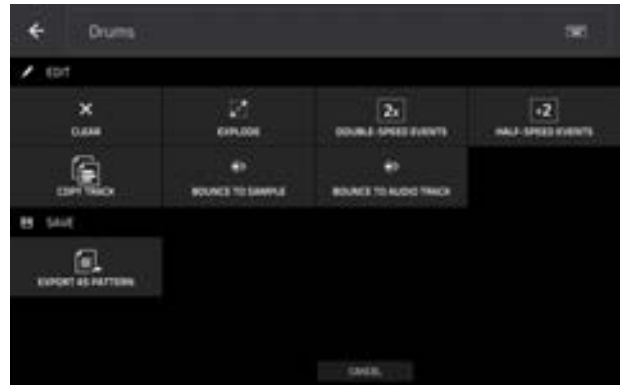 Drums
EDIT
CLEAR
EXPLODE
2x
DOUBLE-SPEED EVENTS
÷2
HALF-SPEED EVENTS
COPY TRACK
BOUNCE TO SAMPLE
BOUNCE TO AUDIO TRACK
SAVE
EXPORT AS PATTERN
CANCEL